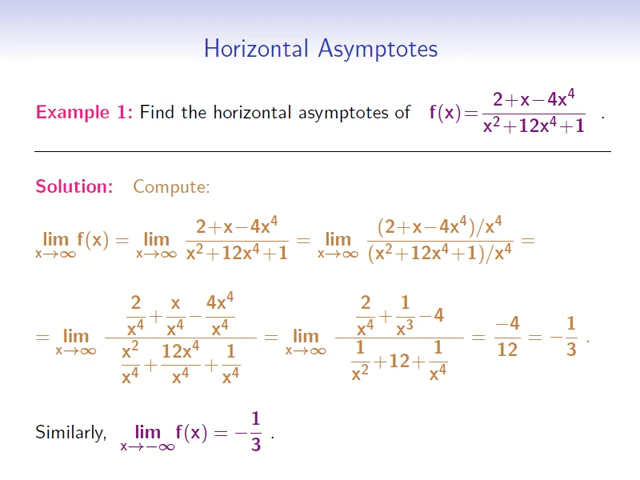 Horizontal Asymptotes
Example 1: Find the horizontal asymptotes of f(x)=(2+x−4x⁴)/(x²+12x⁴+1) .
Solution: Compute:
lim x→∞ f(x) = lim x→∞ (2+x−4x⁴)/(x²+12x⁴+1) = lim x→∞ ((2+x−4x⁴)/x⁴)/((x²+12x⁴+1)/x⁴) =
= lim x→∞ (2/x⁴+x/x⁴−4x⁴/x⁴)/(x²/x⁴+12x⁴/x⁴+1/x⁴) = lim x→∞ (2/x⁴+1/x³−4)/(1/x²+12+1/x⁴) = −4/12 = −1/3 .
Similarly, lim x→−∞ f(x) = −1/3 .